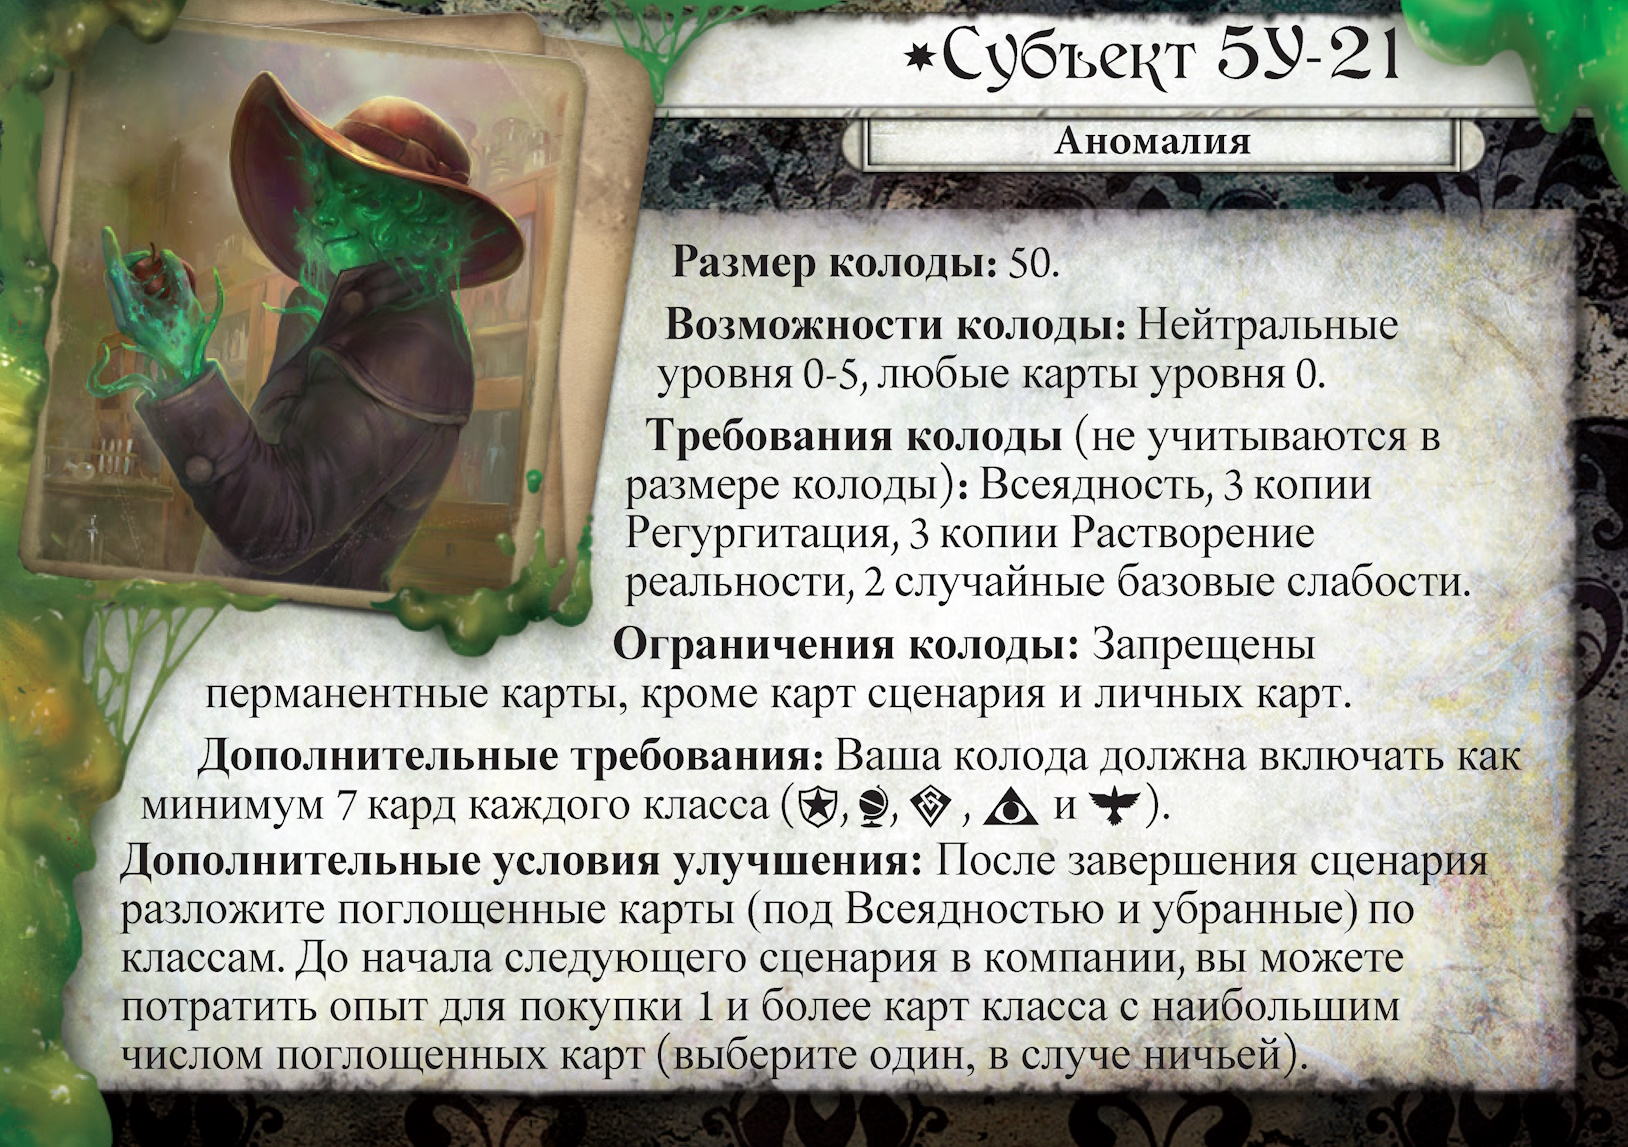 Субъект 5У-21
Аномалия
Размер колоды: 50.
Возможности колоды: Нейтральные
уровня 0-5, любые карты уровня 0.
Требования колоды (не учитываются в
размере колоды): Всеядность, 3 копии
Регургитация, 3 копии Растворение
реальности, 2 случайные базовые слабости.
Ограничения колоды: Запрещены
перманентные карты, кроме карт сценария и личных карт.
Дополнительные требования: Ваша колода должна включать как
минимум 7 кард каждого класса (, , , и ).
Дополнительные условия улучшения: После завершения сценария
разложите поглощенные карты (под Всеядностью и убранные) по
классам. До начала следующего сценария в компании, вы можете
потратить опыт для покупки 1 и более карт класса с наибольшим
числом поглощенных карт (выберите один, в случе ничьей).